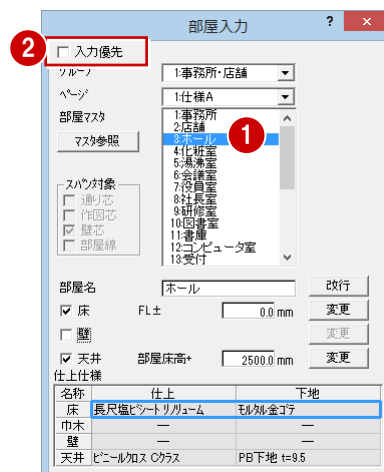 部屋入力
? ×
2
入力優先
グループ 1:事務所・店舗
ページ 1:仕様A
部屋マスタ
マスタ参照
1:事務所
2:店舗
3:ホール
1
4:化粧室
5:湯沸室
6:会議室
7:役員室
8:社長室
9:研修室
10:図書室
11:書庫
12:コンピュータ室
13:受付
スパン対象
通り芯
作図芯
壁芯
部屋線
部屋名 ホール 改行
床 FL± 0.0 mm 変更
壁 変更
天井 部屋床高+ 2500.0 mm 変更
仕上仕様
名称 仕上 下地
床 長尺塩ビシートリノリューム モルタル金ゴテ
巾木 ― ―
壁 ― ―
天井 ビニールクロス Cクラス PB下地 t=9.5